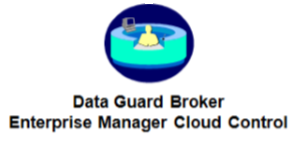 Data Guard Broker
Enterprise Manager Cloud Control